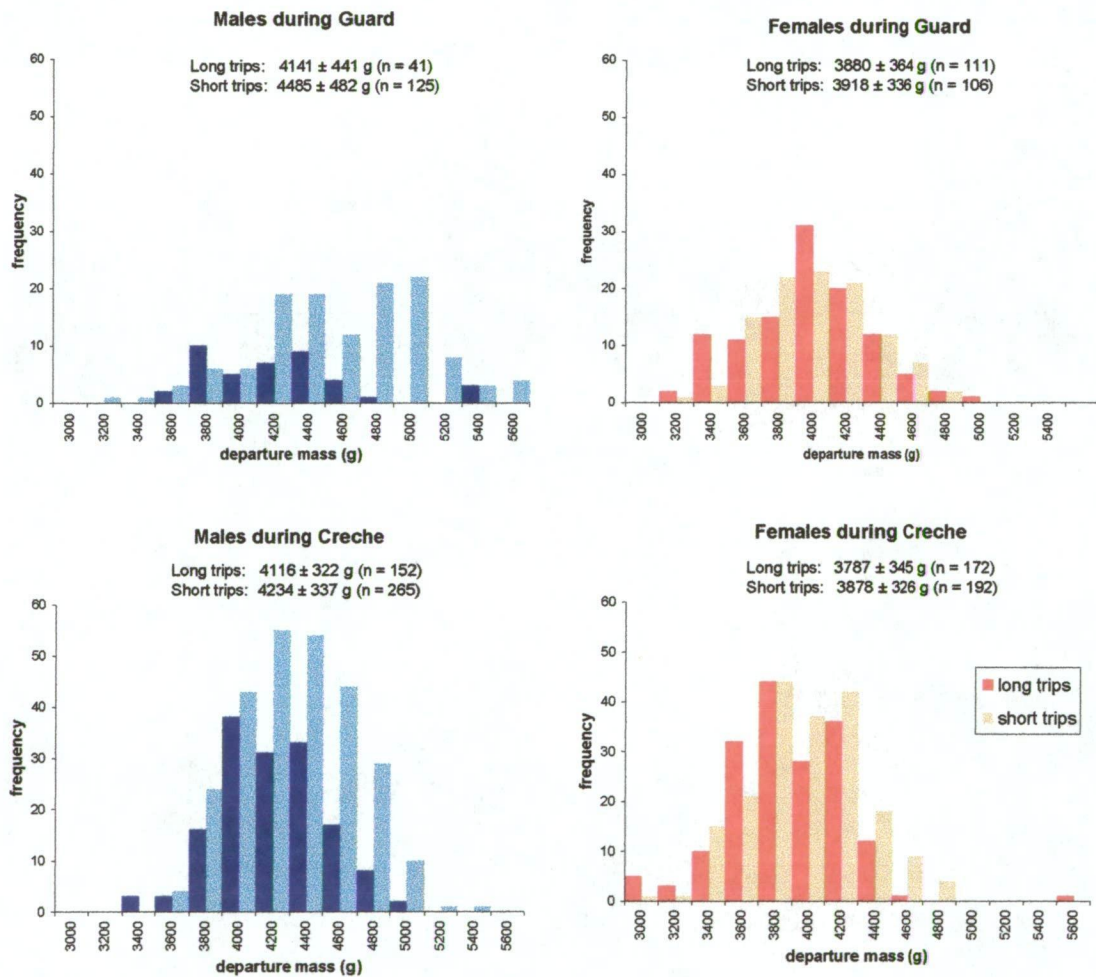 Males during Guard
Long trips: 4141 ± 441 g (n = 41)
Short trips: 4485 ± 482 g (n = 125)
60
50
40
30
20
10
0
frequency
3000 3200 3400 3600 3800 4000 4200 4400 4600 4800 5000 5200 5400 5600
departure mass (g)
Females during Guard
Long trips: 3880 ± 364 g (n = 111)
Short trips: 3918 ± 336 g (n = 106)
60
50
40
30
20
10
0
frequency
3000 3200 3400 3600 3800 4000 4200 4400 4600 4800 5000 5200 5400
departure mass (g)
Males during Creche
Long trips: 4116 ± 322 g (n = 152)
Short trips: 4234 ± 337 g (n = 265)
60
50
40
30
20
10
0
frequency
3000 3200 3400 3600 3800 4000 4200 4400 4600 4800 5000 5200 5400 5600
departure mass (g)
Females during Creche
Long trips: 3787 ± 345 g (n = 172)
Short trips: 3878 ± 326 g (n = 192)
60
50
40
30
20
10
0
frequency
long trips
short trips
3000 3200 3400 3600 3800 4000 4200 4400 4600 4800 5000 5200 5400 5600
departure mass (g)